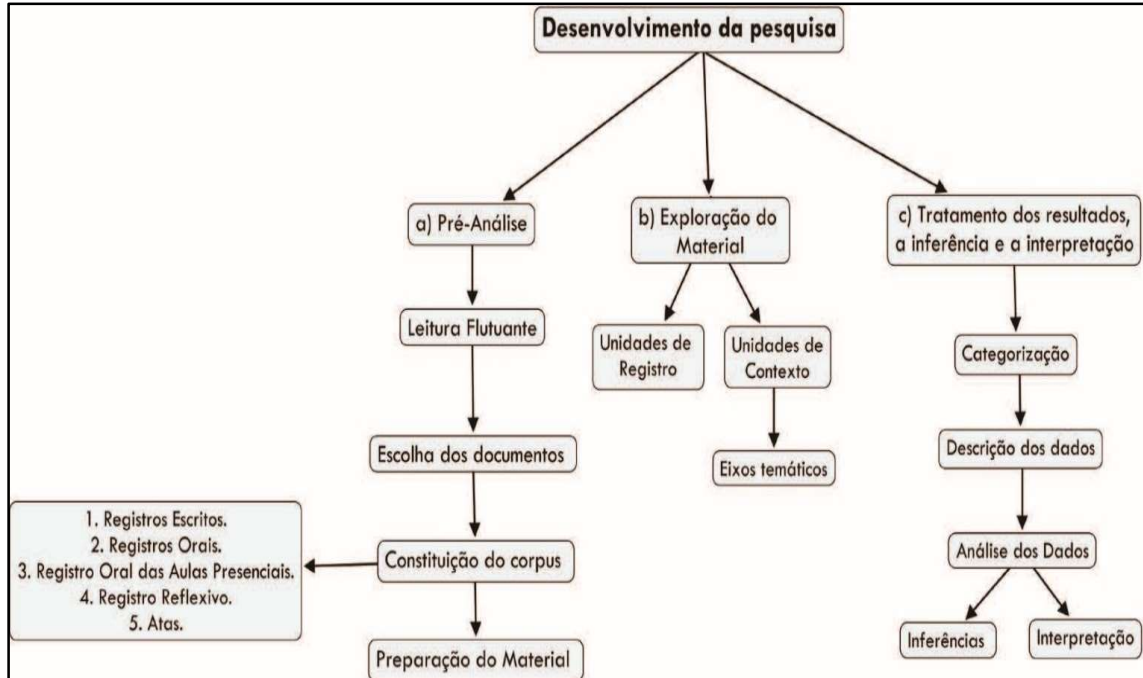 Desenvolvimento da pesquisa
a) Pré-Análise
Leitura Flutuante
Escolha dos documentos
Constituição do corpus
1. Registros Escritos.
2. Registros Orais.
3. Registro Oral das Aulas Presenciais.
4. Registro Reflexivo.
5. Atas.
Preparação do Material
b) Exploração do
Material
Unidades de
Registro
Unidades de
Contexto
Eixos temáticos
c) Tratamento dos resultados,
a inferência e a interpretação
Categorização
Descrição dos dados
Análise dos Dados
Inferências
Interpretação